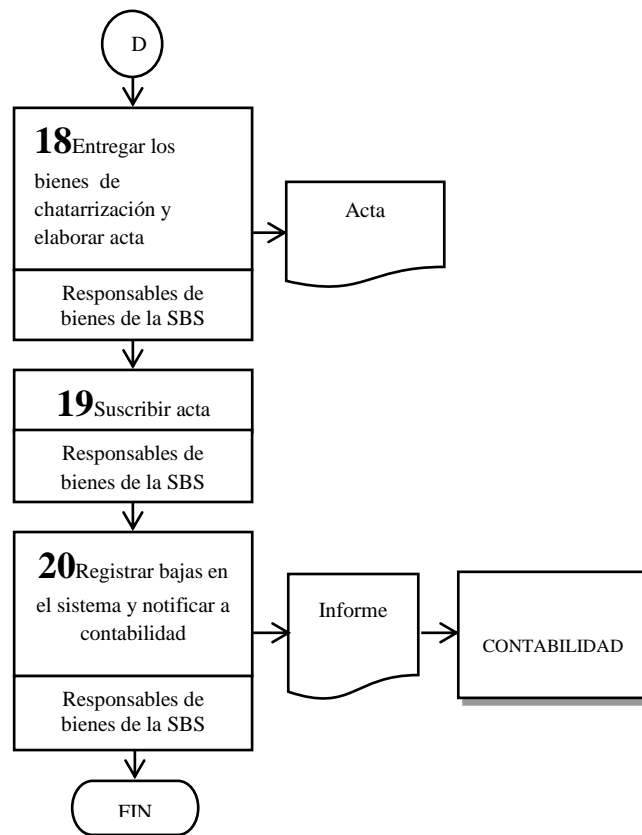 D
18Entregar los
bienes de
chatarrización y
elaborar acta
Acta
Responsables de
bienes de la SBS
19Suscribir acta
Responsables de
bienes de la SBS
20Registrar bajas en
el sistema y notificar a
contabilidad
Informe
CONTABILIDAD
Responsables de
bienes de la SBS
FIN